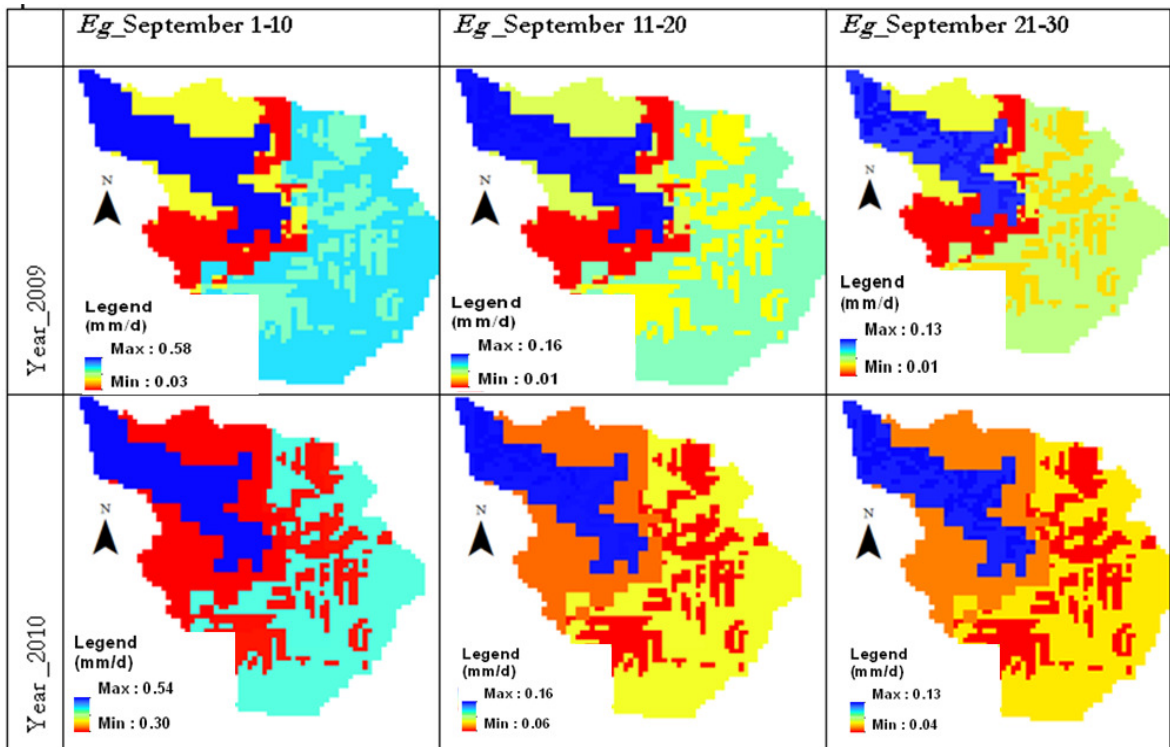 Eg_September 1-10
Eg_September 11-20
Eg_September 21-30
Year_2009
N
Legend
(mm/d)
Max : 0.58
Min : 0.03
N
Legend
(mm/d)
Max : 0.16
Min : 0.01
N
Legend
(mm/d)
Max : 0.13
Min : 0.01
Year_2010
N
Legend
(mm/d)
Max : 0.54
Min : 0.30
N
Legend
(mm/d)
Max : 0.16
Min : 0.06
N
Legend
(mm/d)
Max : 0.13
Min : 0.04